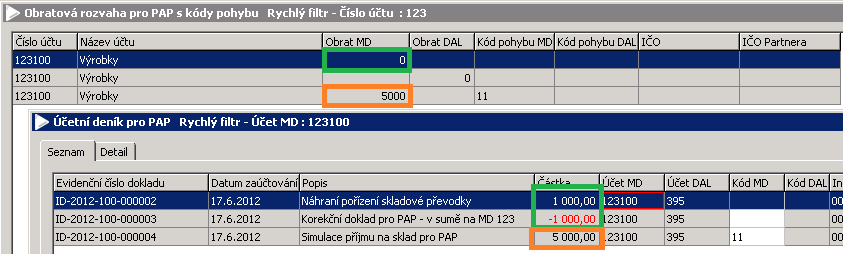 Obratová rozvaha pro PAP s kódy pohybu Rychlý filtr - Číslo účtu : 123
Číslo účtu Název účtu Obrat MD Obrat DAL Kód pohybu MD Kód pohybu DAL IČO IČO Partnera
123100 Výrobky 0
123100 Výrobky 0
123100 Výrobky 5000 11
Účetní deník pro PAP Rychlý filtr - Účet MD : 123100
Seznam Detail
Evidenční číslo dokladu Datum zaúčtování Popis Částka Účet MD Účet DAL Kód MD Kód DAL In
ID-2012-100-000002 17.6.2012 Náhraní pořízení skladové převodky 1 000,00 123100 395 00
ID-2012-100-000003 17.6.2012 Korekční doklad pro PAP - v sumě na MD 123 -1 000,00 123100 395 00
ID-2012-100-000004 17.6.2012 Simulace příjmu na sklad pro PAP 5 000,00 123100 395 11 00